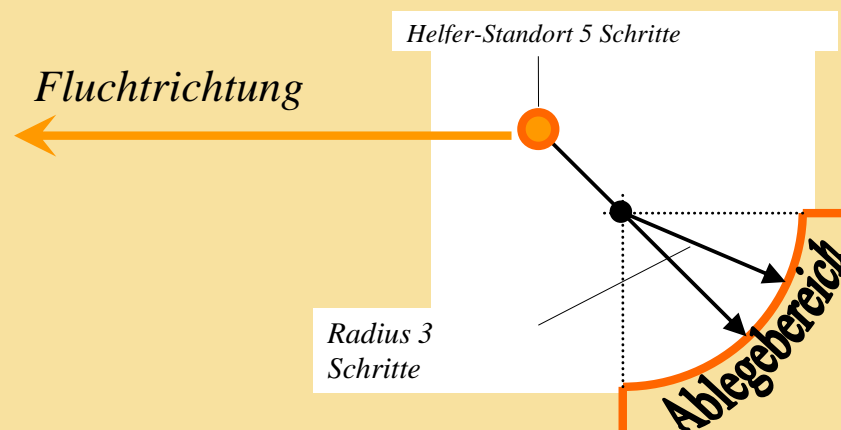 Helfer-Standort 5 Schritte
Fluchtrichtung
Radius 3
Schritte
Ablegebereich